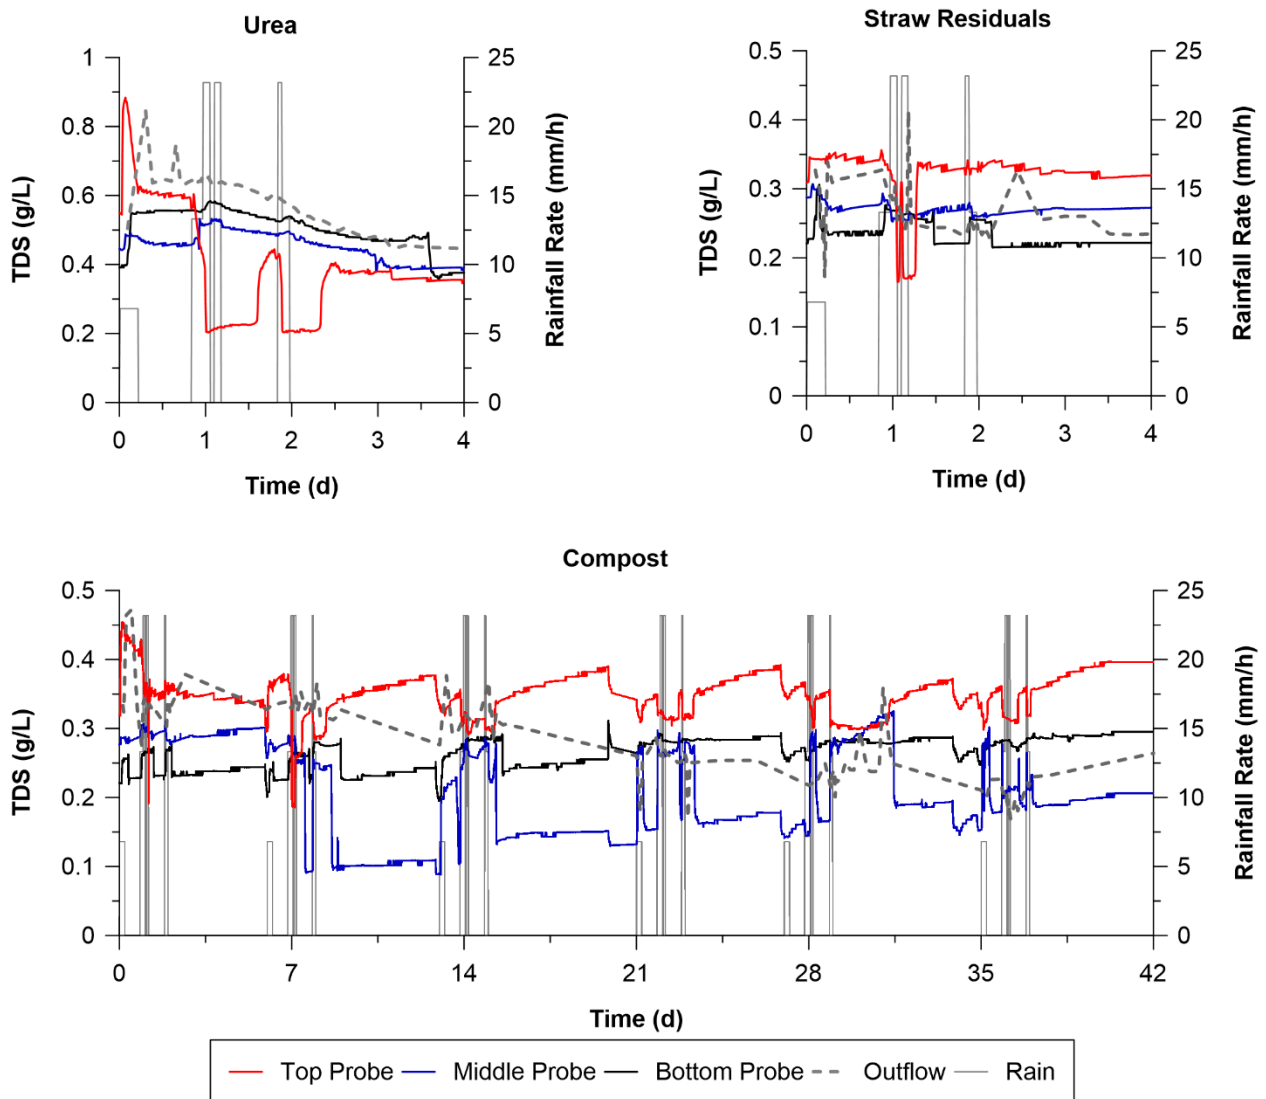 Urea
1
0.8
0.6
0.4
0.2
0
TDS (g/L)
25
20
15
10
5
0
Rainfall Rate (mm/h)
0 1 2 3 4
Time (d)
Straw Residuals
0.5
0.4
0.3
0.2
0.1
0
TDS (g/L)
25
20
15
10
5
0
Rainfall Rate (mm/h)
0 1 2 3 4
Time (d)
Compost
0.5
0.4
0.3
0.2
0.1
0
TDS (g/L)
25
20
15
10
5
0
Rainfall Rate (mm/h)
0 7 14 21 28 35 42
Time (d)
Top Probe Middle Probe Bottom Probe Outflow Rain